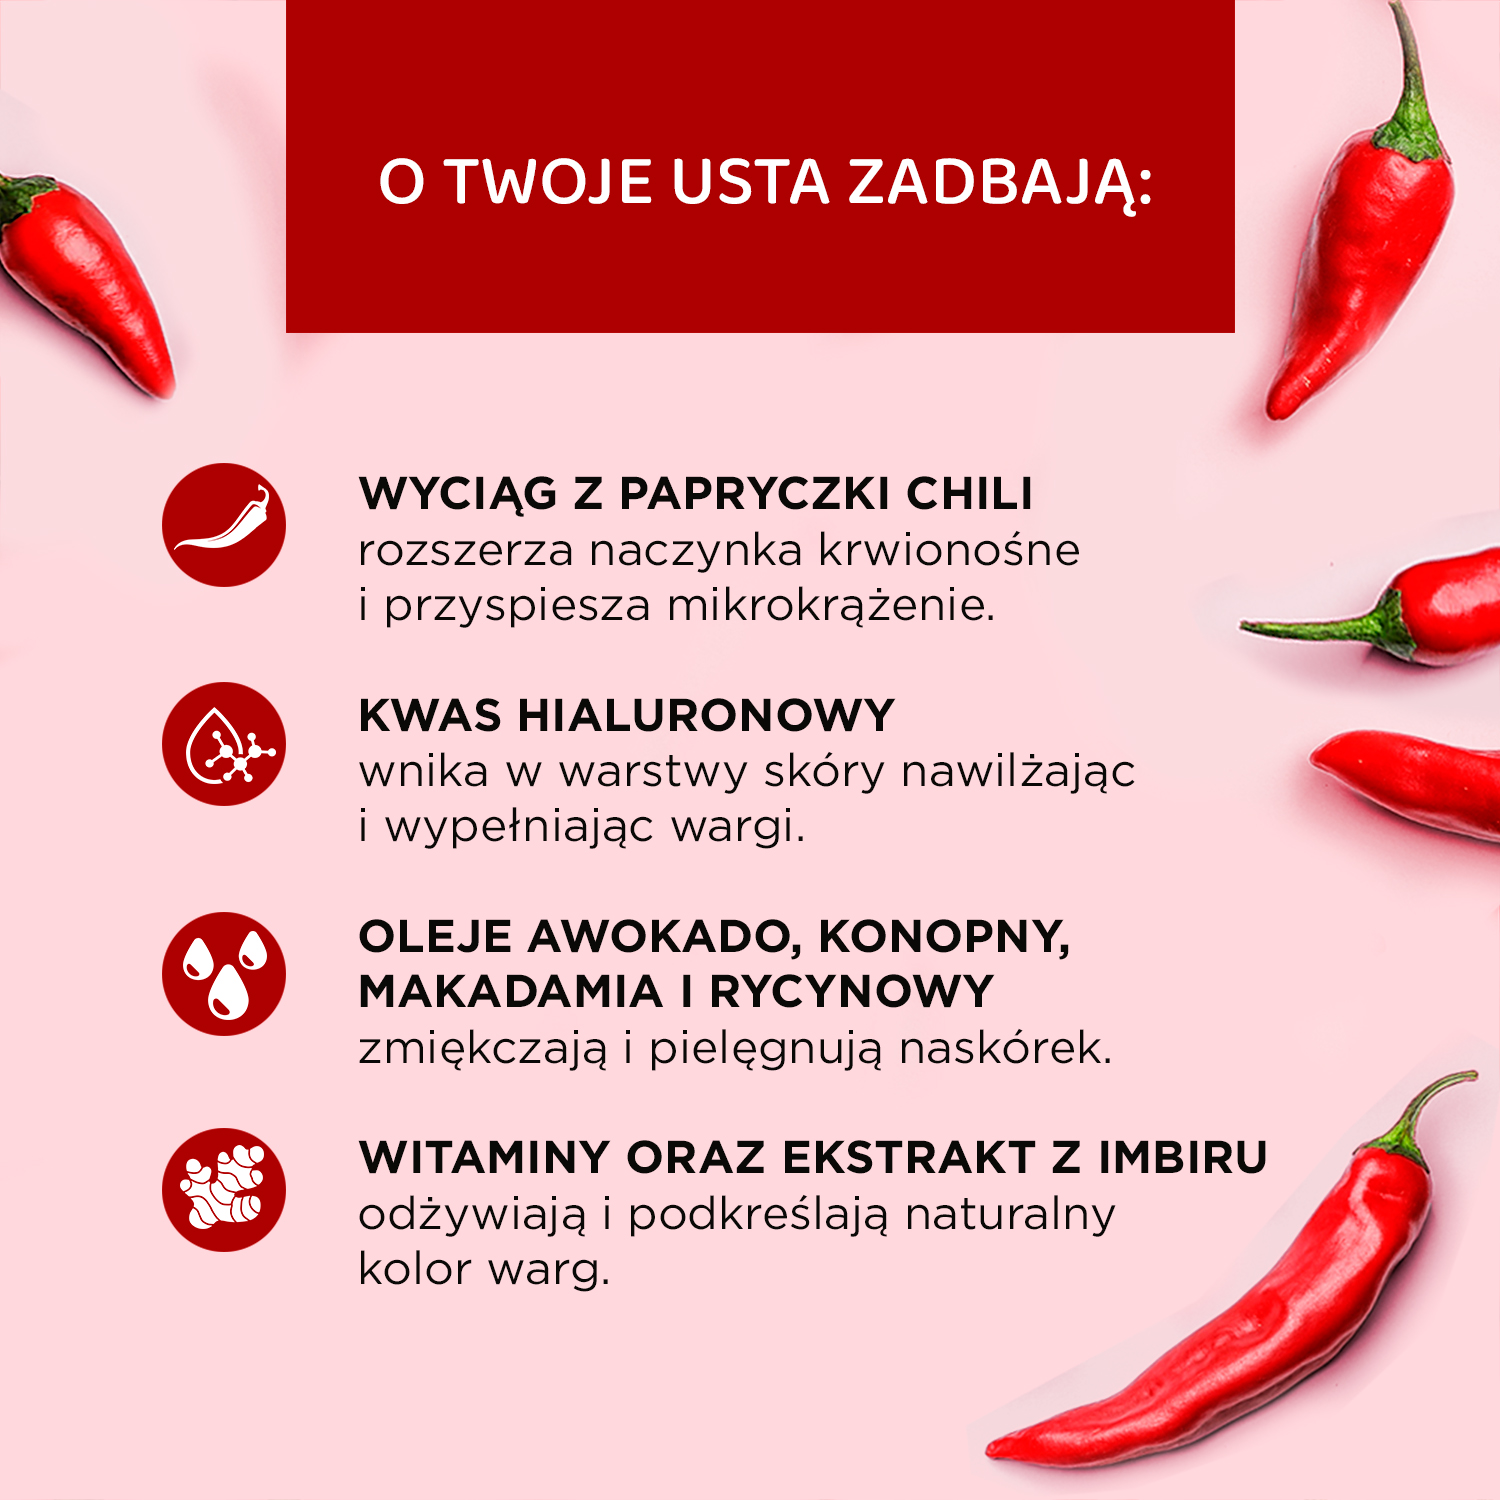 O TWOJE USTA ZADBAJĄ:
WYCIĄG Z PAPRYCZKI CHILI
rozszerza naczynka krwionośne
i przyspiesza mikrokrążenie.
KWAS HIALURONOWY
wnika w warstwy skóry nawilżając
i wypełniając wargi.
OLEJE AWOKADO, KONOPNY,
MAKADAMIA I RYCYNOWY
zmiękczają i pielęgnują naskórek.
WITAMINY ORAZ EKSTRAKT Z IMBIRU
odżywiają i podkreślają naturalny
kolor warg.